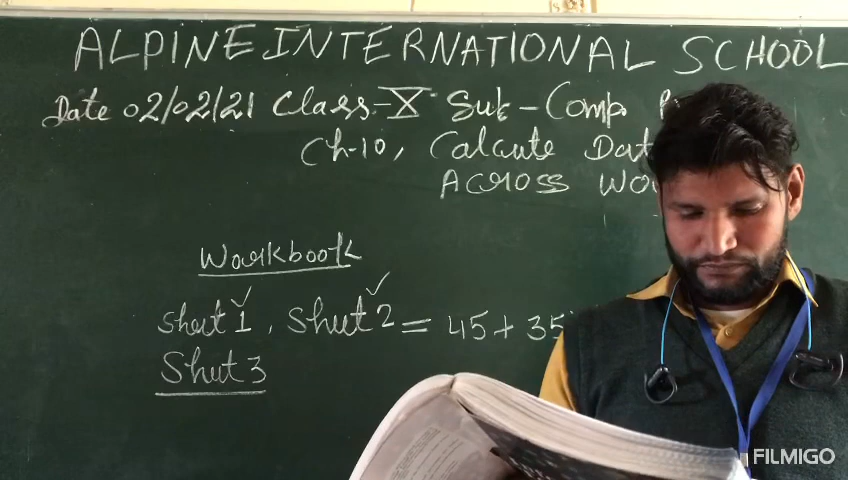 ALPINE INTERNATIONAL SCHOOL
Date 02/02/21 Class-X Sub-Comp.
Ch-10, Calcute Dat
Across Wo
Workbook
Sheet 1, Sheet 2 = 45+35
Sheet 3
FILMIGO